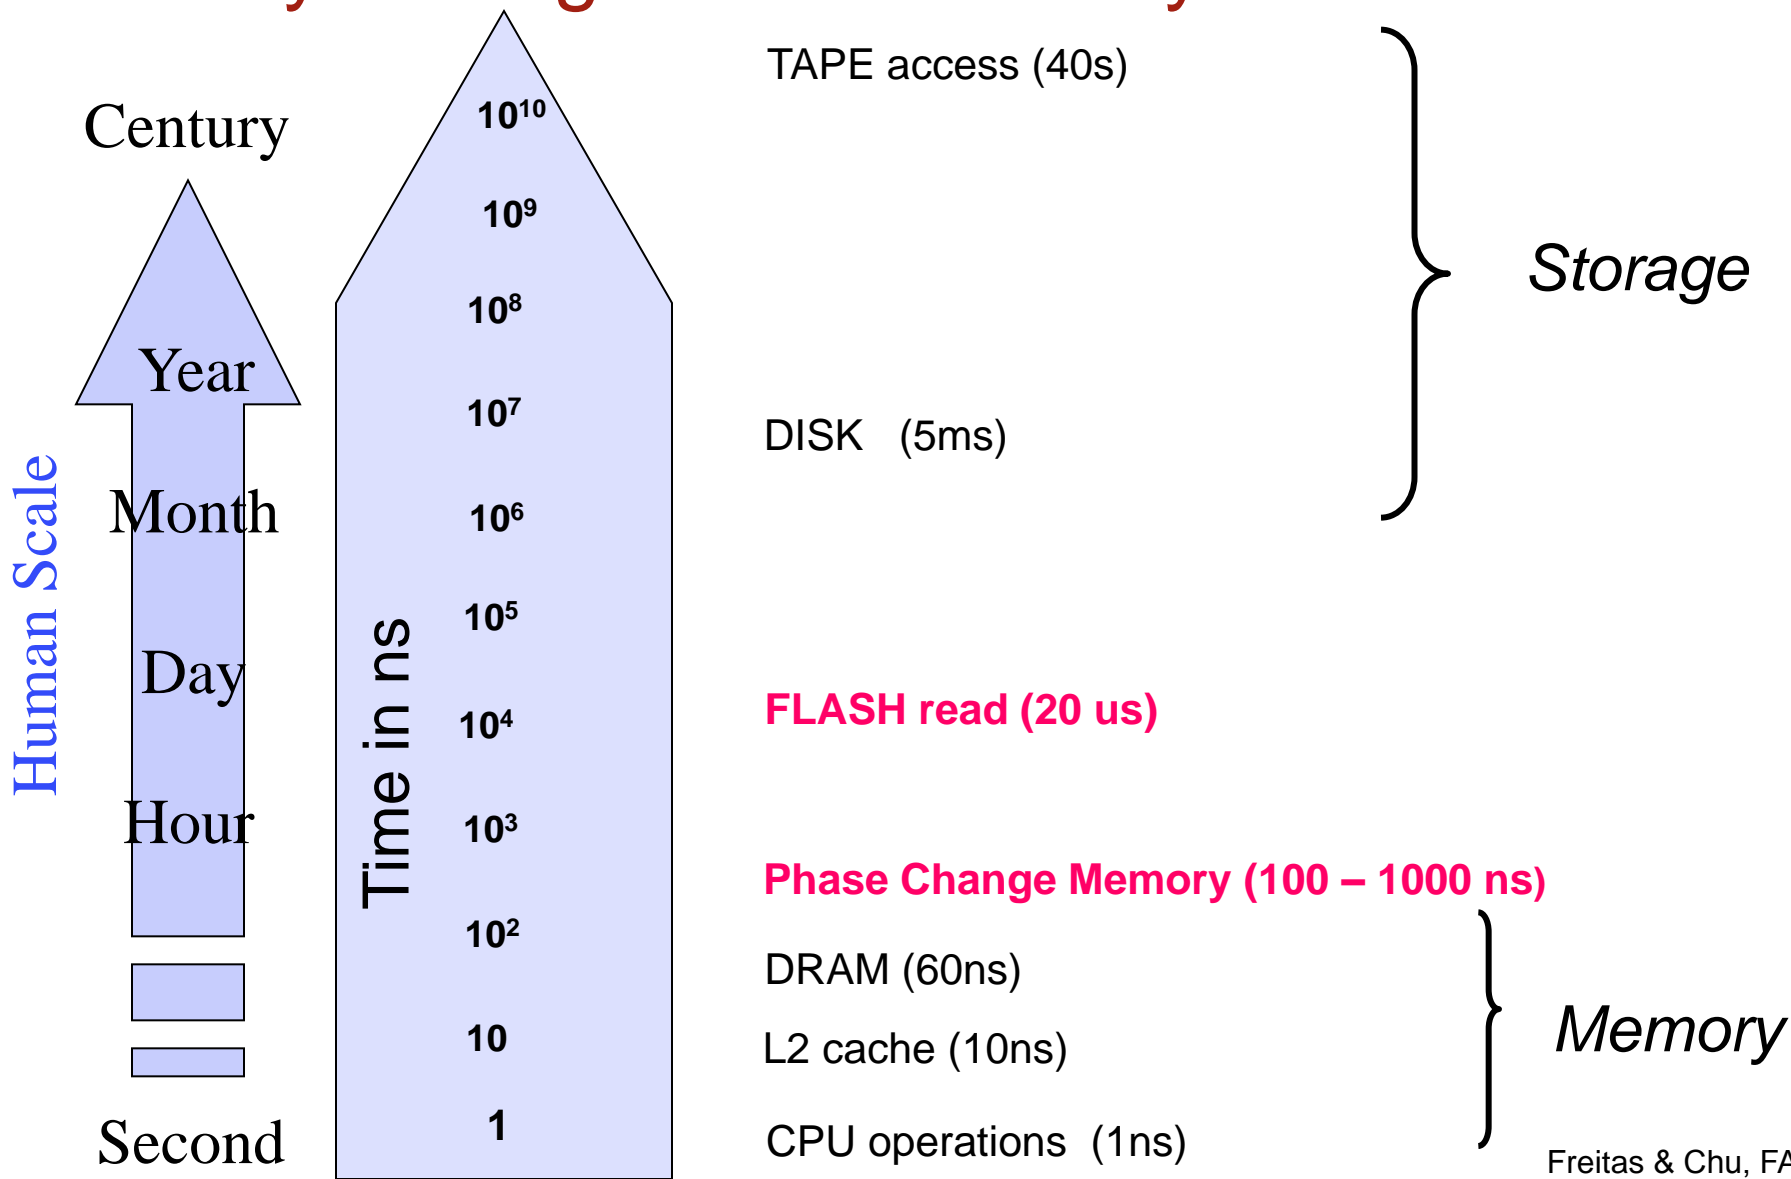 TAPE access (40s)
Century
10¹⁰
10⁹
Storage
10⁸
Year
10⁷
DISK (5ms)
Month
10⁶
Human Scale
10⁵
Time in ns
Day
FLASH read (20 us)
10⁴
Hour
10³
Phase Change Memory (100 – 1000 ns)
10²
DRAM (60ns)
10
L2 cache (10ns)
Memory
1
Second
CPU operations (1ns)
Freitas & Chu,